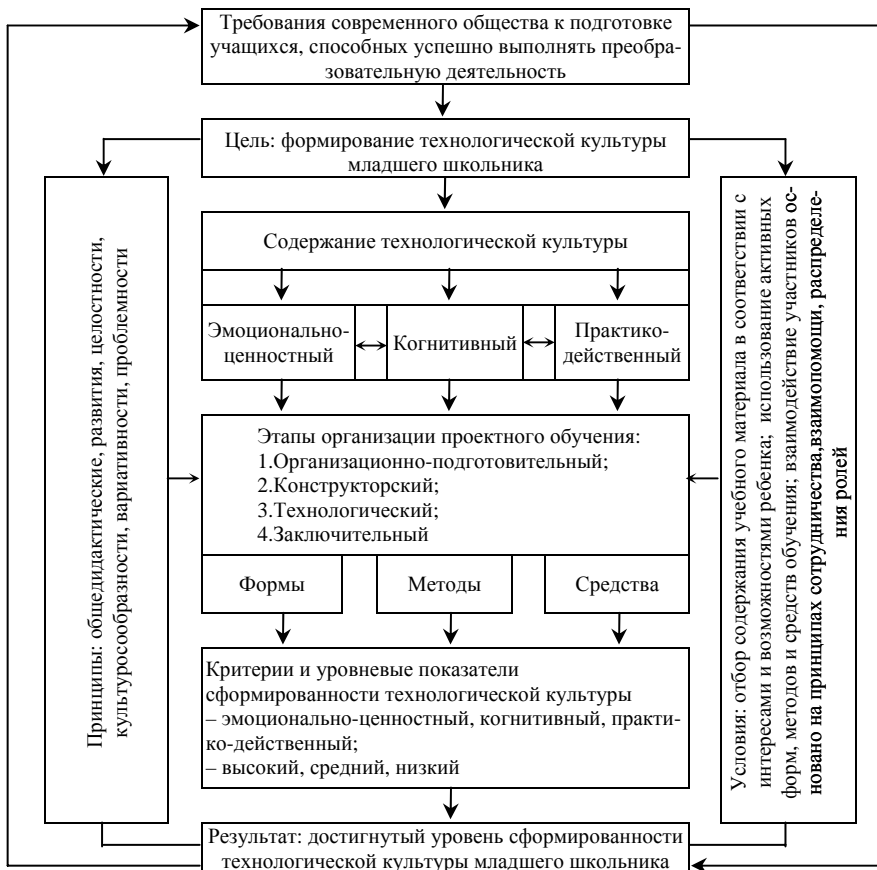 Требования современного общества к подготовке
учащихся, способных успешно выполнять преобра-
зовательную деятельность
Цель: формирование технологической культуры
младшего школьника
Принципы: общедидактические, развития, целостности,
культуросообразности, вариативности, проблемности
Содержание технологической культуры
Эмоционально-
ценностный
Когнитивный
Практико-
действенный
Этапы организации проектного обучения:
1.Организационно-подготовительный;
2.Конструкторский;
3.Технологический;
4.Заключительный
Формы
Методы
Средства
Критерии и уровневые показатели
сформированности технологической культуры
– эмоционально-ценностный, когнитивный, практи-
ко-действенный;
– высокий, средний, низкий
Условия: отбор содержания учебного материала в соответствии с
интересами и возможностями ребенка; использование активных
форм, методов и средств обучения; взаимодействие участников ос-
новано на принципах сотрудничества,взаимопомощи, распределе-
ния ролей
Результат: достигнутый уровень сформированности
технологической культуры младшего школьника